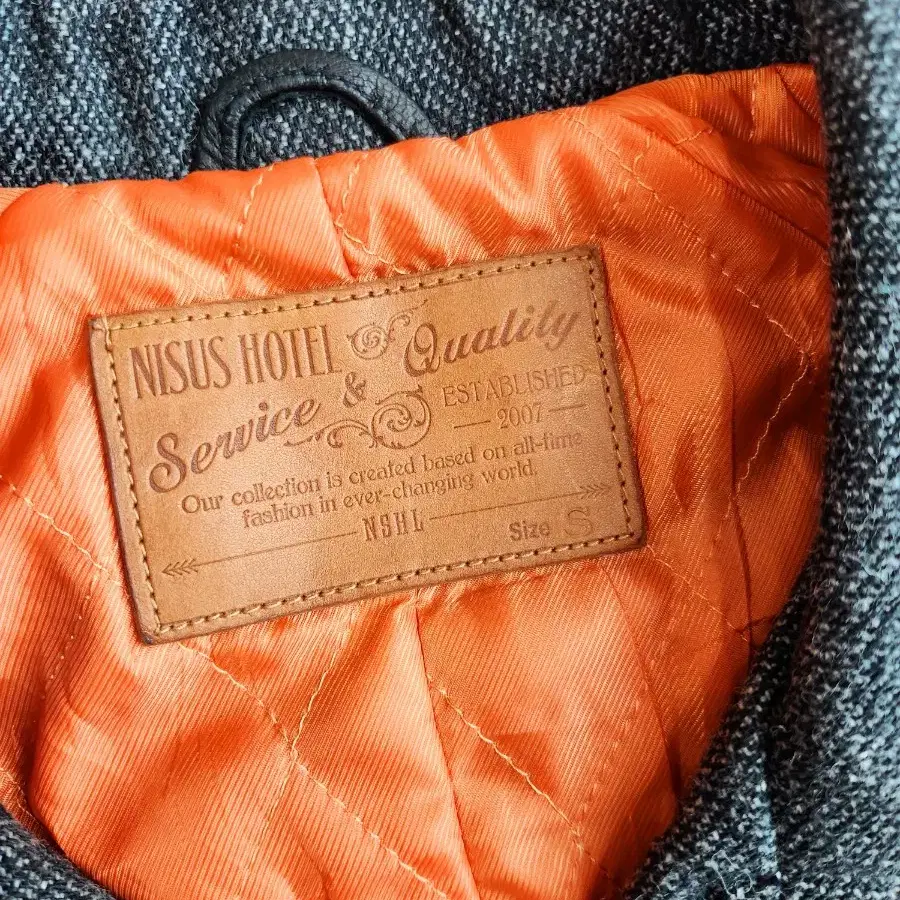 NISUS HOTEL
Service & Quality
ESTABLISHED
2007
Our collection is created based on all-time
fashion in ever-changing world.
NSHL
Size S